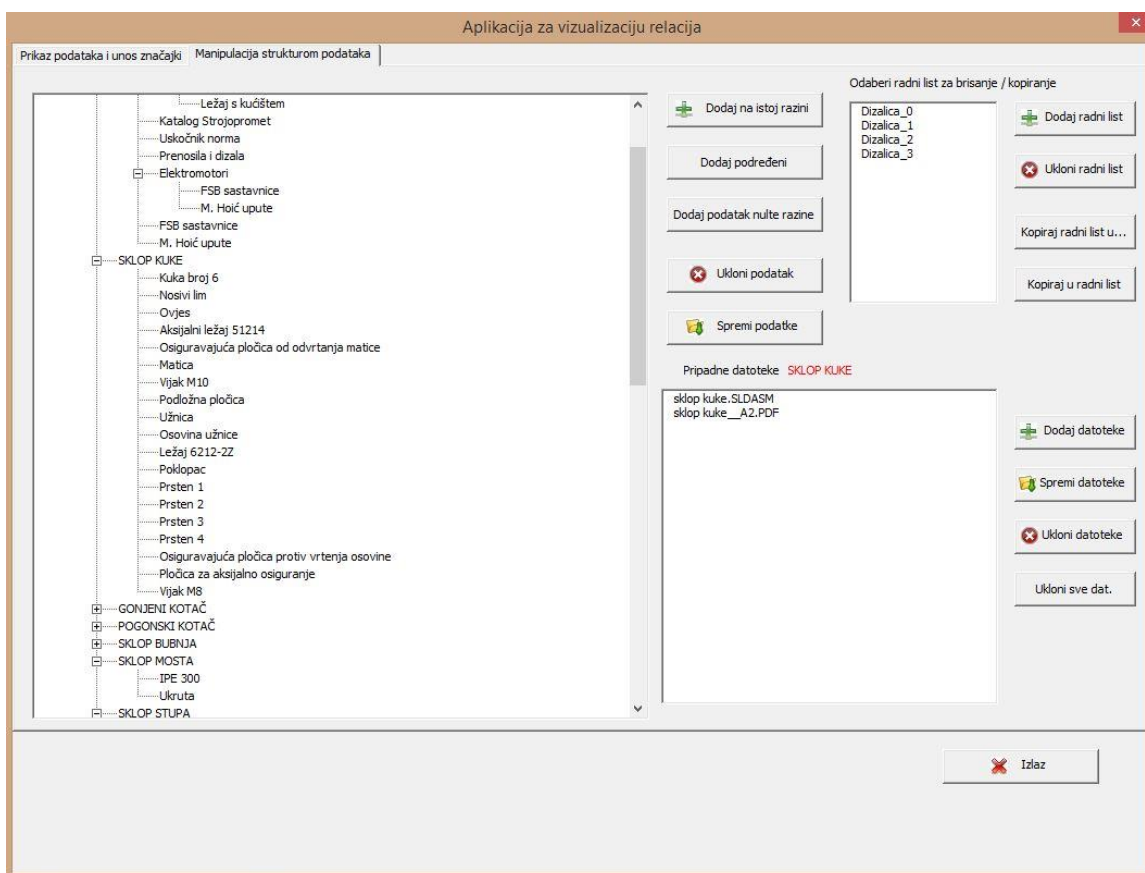 Aplikacija za vizualizaciju relacija
Prikaz podataka i unos značajki
Manipulacija strukturom podataka
Ležaj s kućištem
Katalog Strojopromet
Uskočnik norma
Prenosila i dizala
Elektromotori
FSB sastavnice
M. Hoić upute
FSB sastavnice
M. Hoić upute
SKLOP KUKE
Kuka broj 6
Nosivi lim
Ovjes
Aksijalni ležaj 51214
Osiguravajuća pločica od odvrtanja matice
Matica
Vijak M10
Podložna pločica
Užnica
Osovina užnice
Ležaj 6212-2Z
Poklopac
Prsten 1
Prsten 2
Prsten 3
Prsten 4
Osiguravajuća pločica protiv vrtenja osovine
Pločica za aksijalno osiguranje
Vijak M8
GONJENI KOTAČ
POGONSKI KOTAČ
SKLOP BUBNJA
SKLOP MOSTA
IPE 300
Ukruta
SKLOP STUPA
Dodaj na istoj razini
Dodaj podređeni
Dodaj podatak nulte razine
Ukloni podatak
Spremi podatke
Odaberi radni list za brisanje / kopiranje
Dizalica_0
Dizalica_1
Dizalica_2
Dizalica_3
Dodaj radni list
Ukloni radni list
Kopiraj radni list u...
Kopiraj u radni list
Pripadne datoteke SKLOP KUKE
sklop kuke.SLDASM
sklop kuke__A2.PDF
Dodaj datoteke
Spremi datoteke
Ukloni datoteke
Ukloni sve dat.
Izlaz